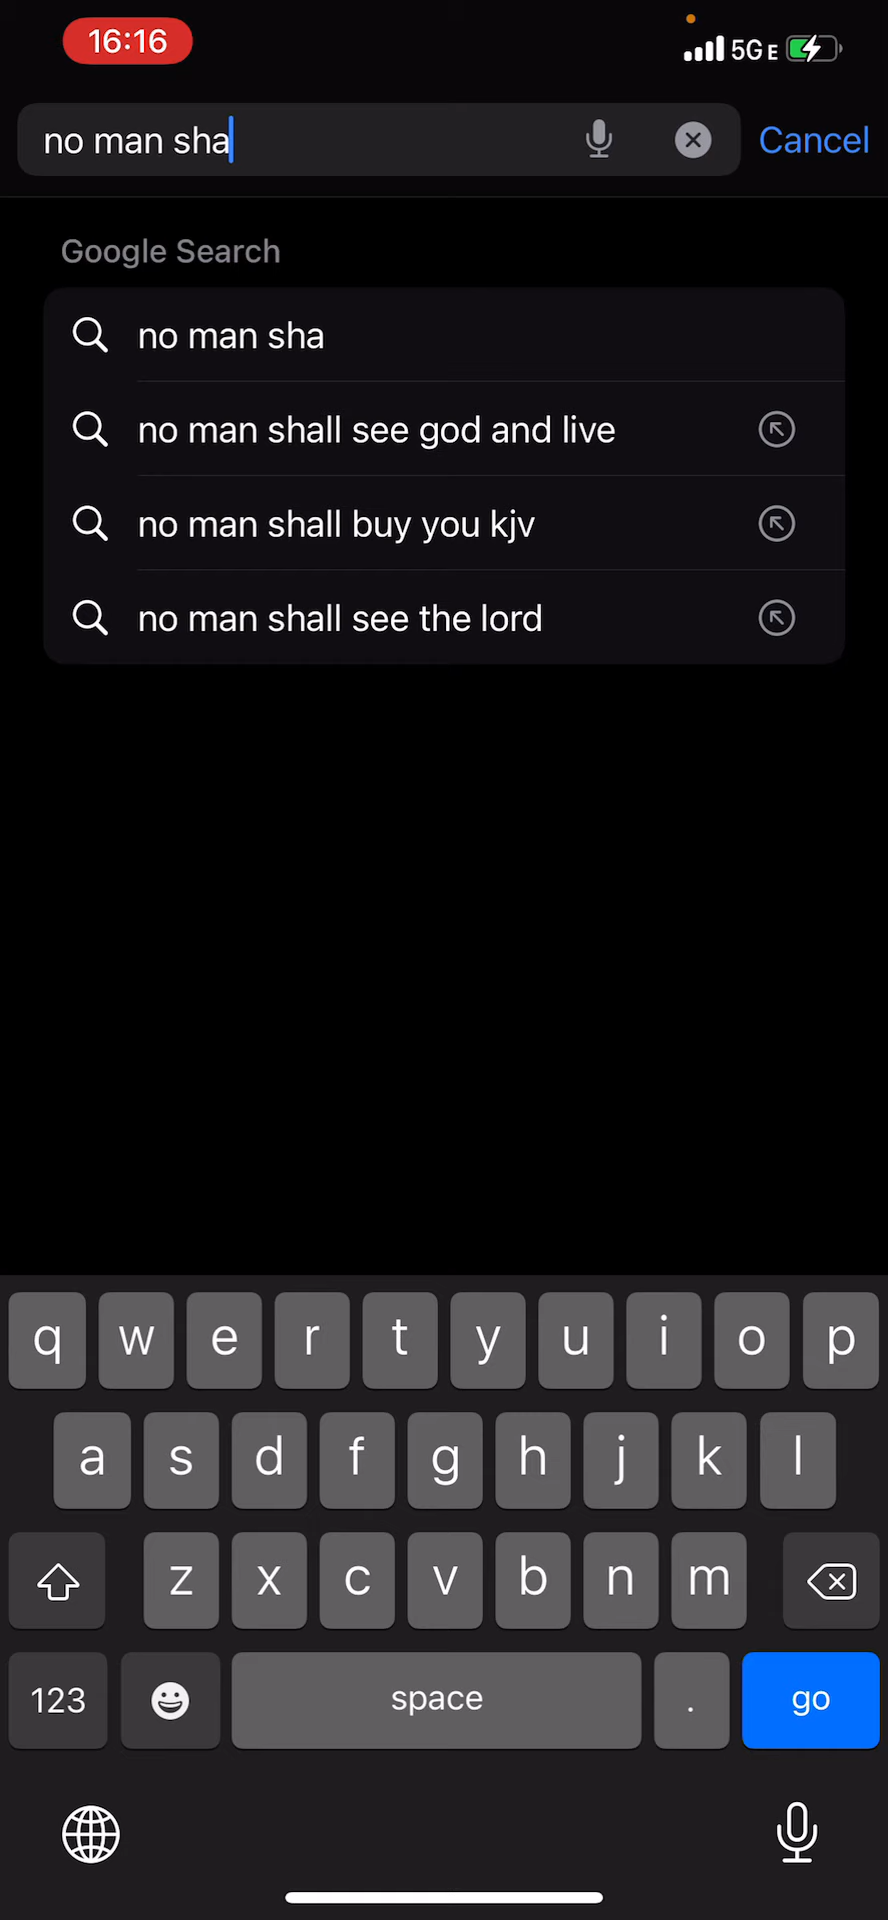 16:16
5GE
no man sha
Cancel
Google Search
no man sha
no man shall see god and live
no man shall buy you kjv
no man shall see the lord
q w e r t y u i o p
a s d f g h j k l
z x c v b n m
123 space . go